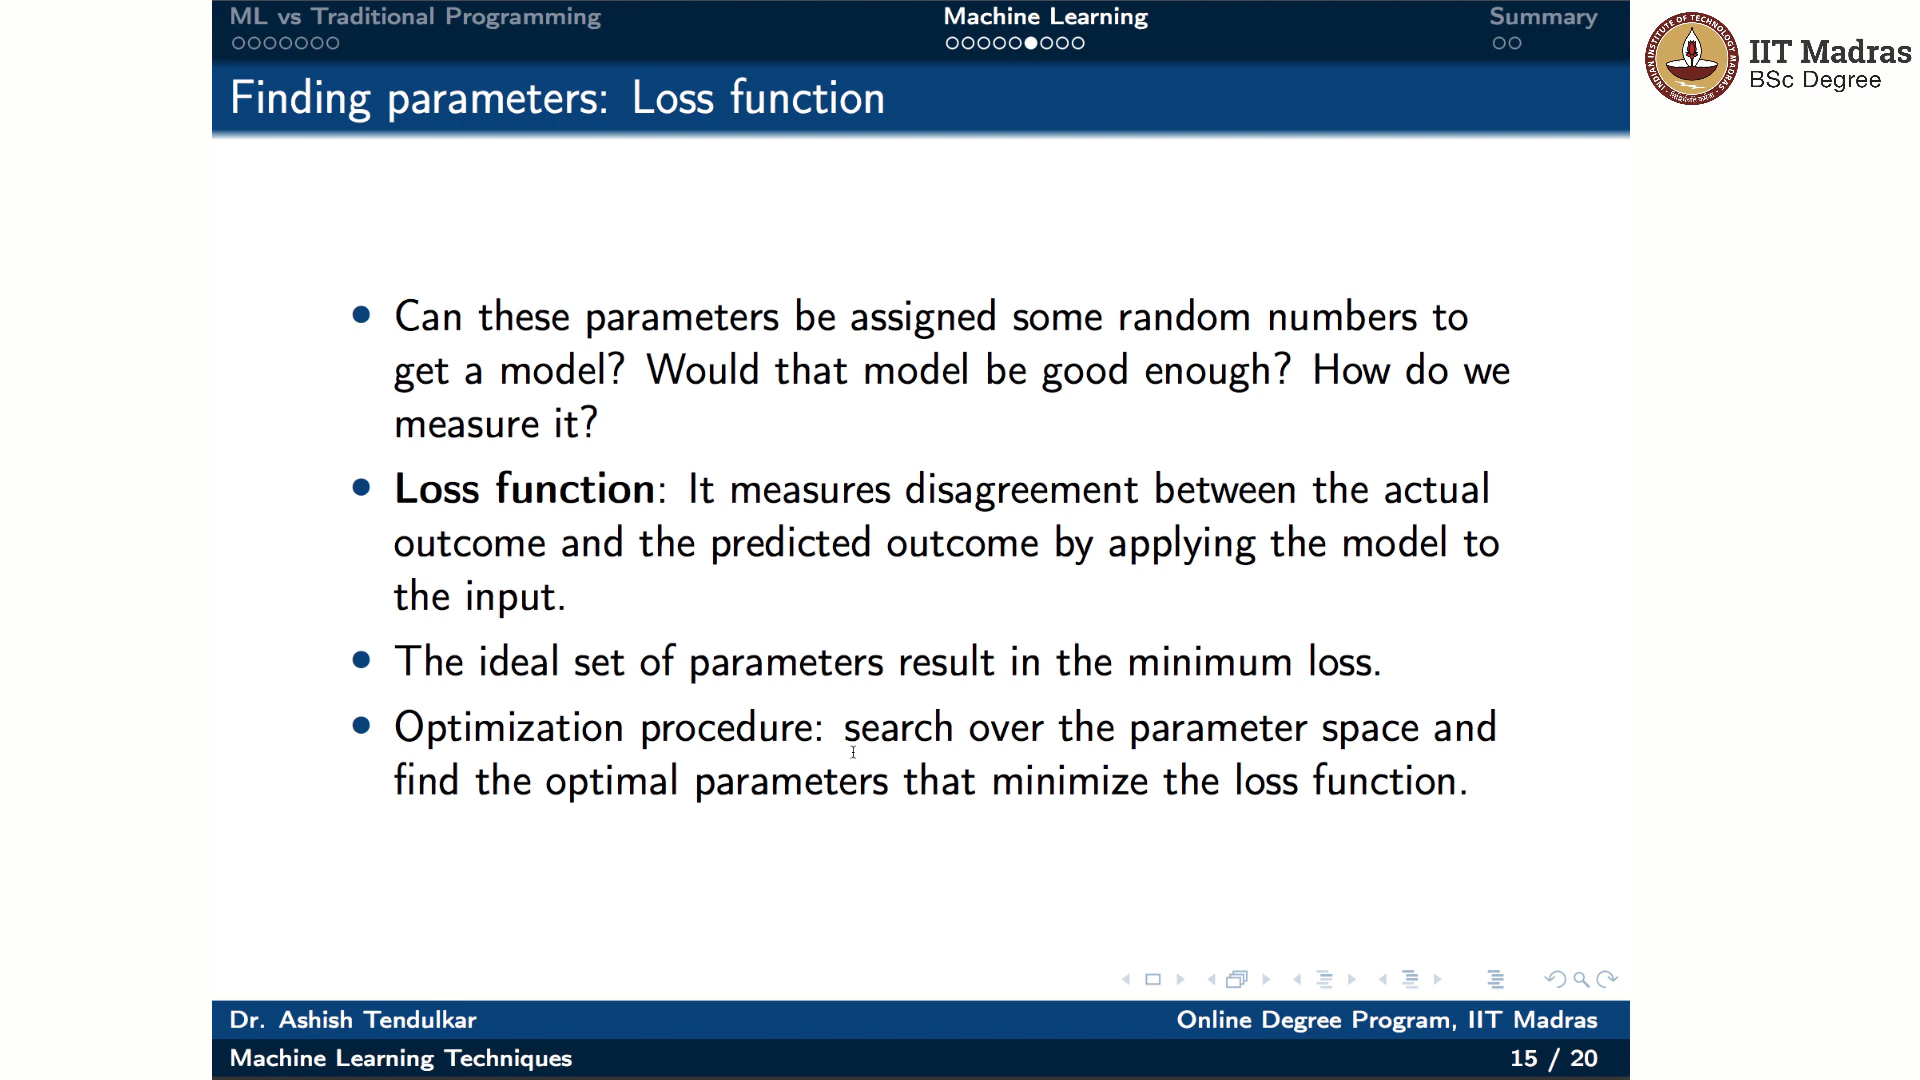 ML vs Traditional Programming
Machine Learning
Summary
IIT Madras
BSc Degree
Finding parameters: Loss function
Can these parameters be assigned some random numbers to
get a model? Would that model be good enough? How do we
measure it?
Loss function: It measures disagreement between the actual
outcome and the predicted outcome by applying the model to
the input.
The ideal set of parameters result in the minimum loss.
Optimization procedure: search over the parameter space and
find the optimal parameters that minimize the loss function.
Dr. Ashish Tendulkar
Online Degree Program, IIT Madras
Machine Learning Techniques
15 / 20